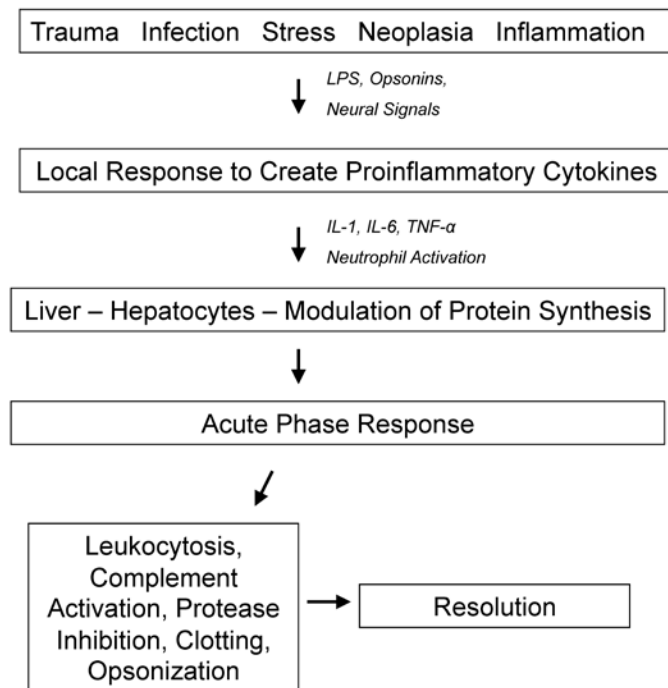 Trauma Infection Stress Neoplasia Inflammation
LPS, Opsonins,
Neural Signals
Local Response to Create Proinflammatory Cytokines
IL-1, IL-6, TNF-α
Neutrophil Activation
Liver – Hepatocytes – Modulation of Protein Synthesis
Acute Phase Response
Leukocytosis,
Complement
Activation, Protease
Inhibition, Clotting,
Opsonization
Resolution